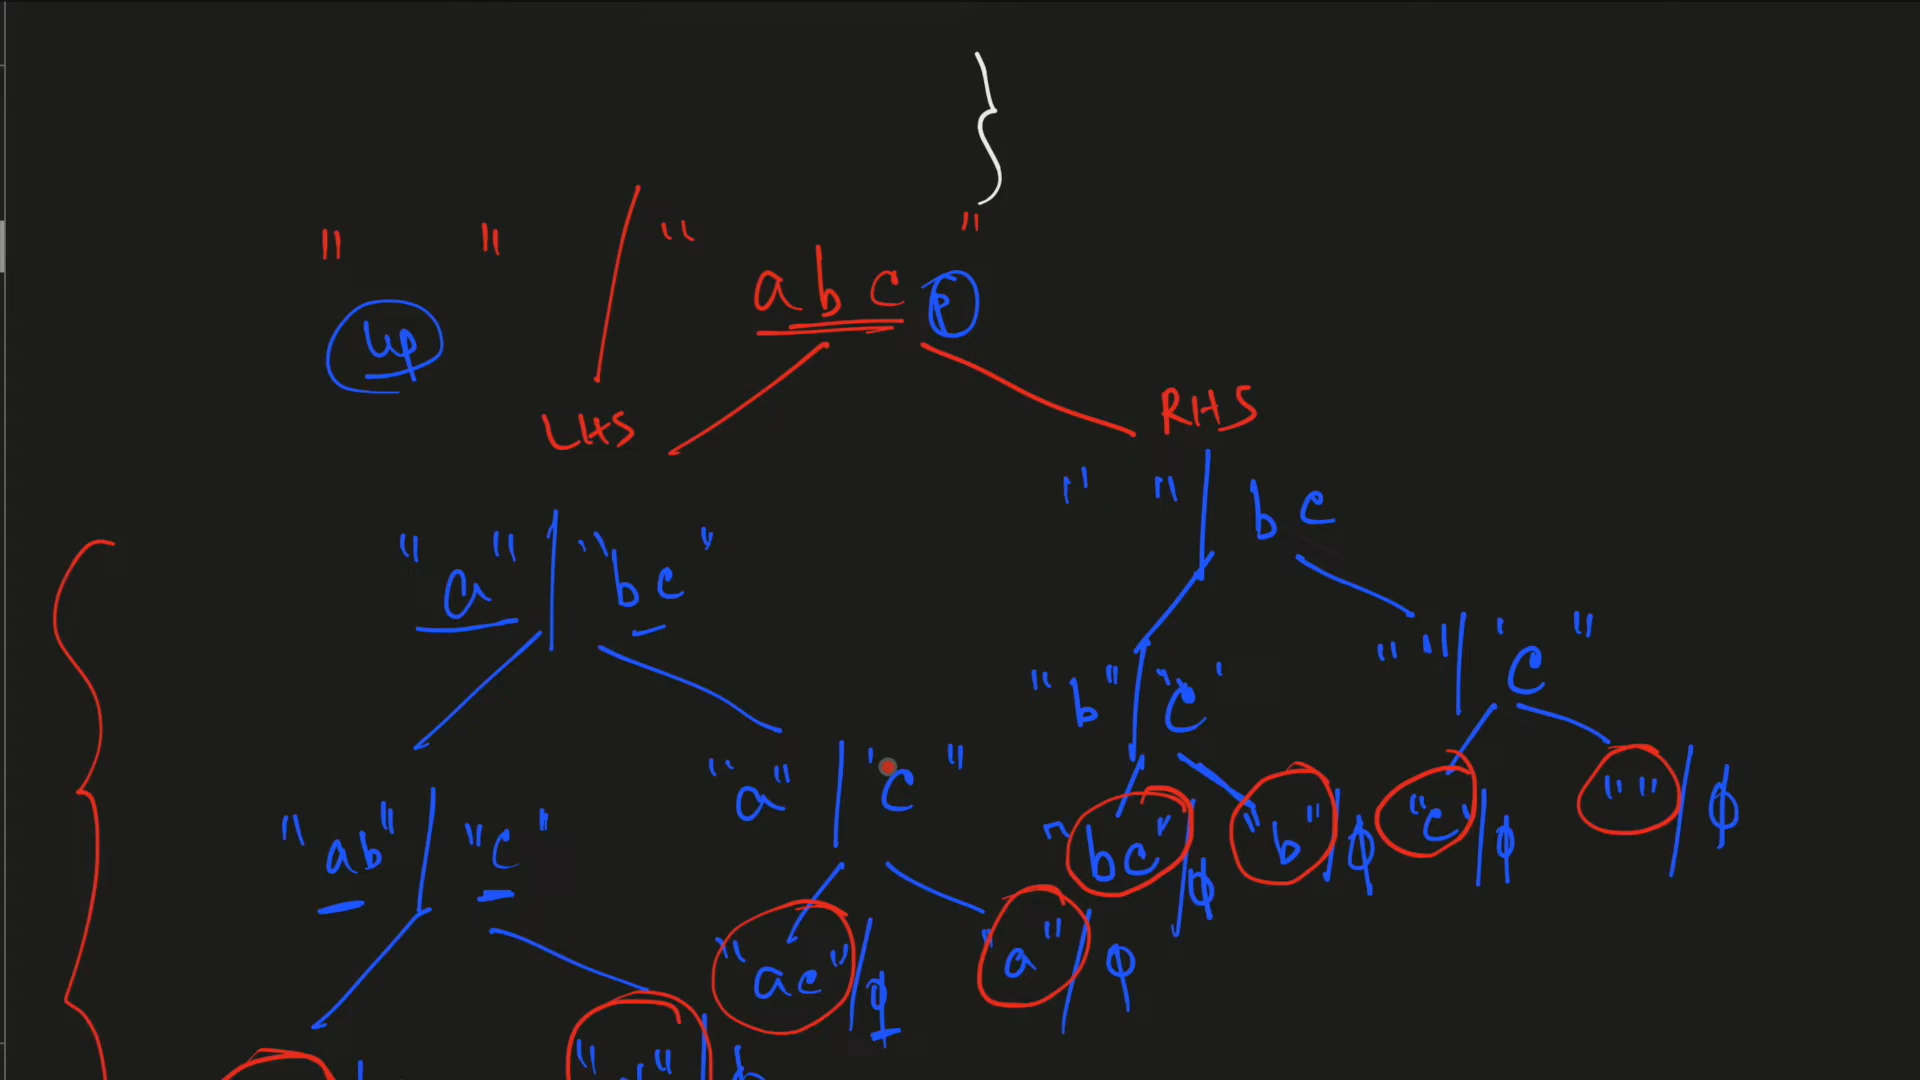 " " / " abc p "
up
LHS
RHS
" " | bc
"a" | "bc"
"b" | "c"
"" | "c"
"ab" | "c"
"a" | "c"
"bc" | ϕ
"b" | ϕ
"c" | ϕ
"" | ϕ
"ac" | ϕ
"a" | ϕ